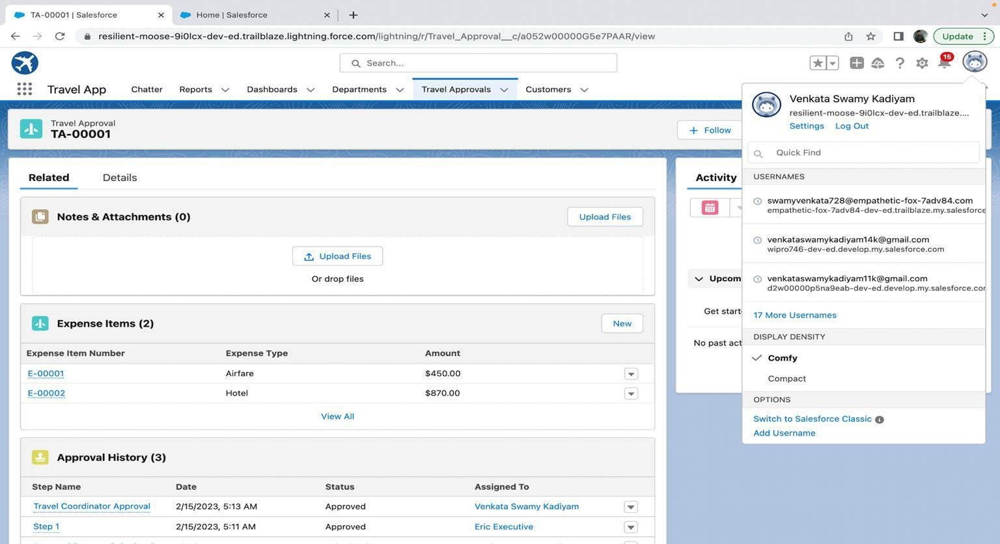 TA-00001 | Salesforce
Home | Salesforce
resilient-moose-9i0lcx-dev-ed.trailblaze.lightning.force.com/lightning/r/Travel_Approval__c/a052w00000G5e7PAAR/view
Update
Search...
15
Travel App
Chatter
Reports
Dashboards
Departments
Travel Approvals
Customers
Travel Approval
TA-00001
Follow
Related
Details
Notes & Attachments (0)
Upload Files
Upload Files
Or drop files
Expense Items (2)
New
Expense Item Number Expense Type Amount
E-00001 Airfare $450.00
E-00002 Hotel $870.00
View All
Approval History (3)
Step Name Date Status Assigned To
Travel Coordinator Approval 2/15/2023, 5:13 AM Approved Venkata Swamy Kadiyam
Step 1 2/15/2023, 5:11 AM Approved Eric Executive
Activity
Upcom
Get start
No past act
Venkata Swamy Kadiyam
resilient-moose-9i0lcx-dev-ed.trailblaze....
Settings Log Out
Quick Find
USERNAMES
swamyvenkata728@empathetic-fox-7adv84.com
empathetic-fox-7adv84-dev-ed.trailblaze.my.salesforce
venkataswamykadiyam14k@gmail.com
wipro746-dev-ed.develop.my.salesforce.com
venkataswamykadiyam11k@gmail.com
d2w00000p5na9eab-dev-ed.develop.my.salesforce.com
17 More Usernames
DISPLAY DENSITY
Comfy
Compact
OPTIONS
Switch to Salesforce Classic
Add Username